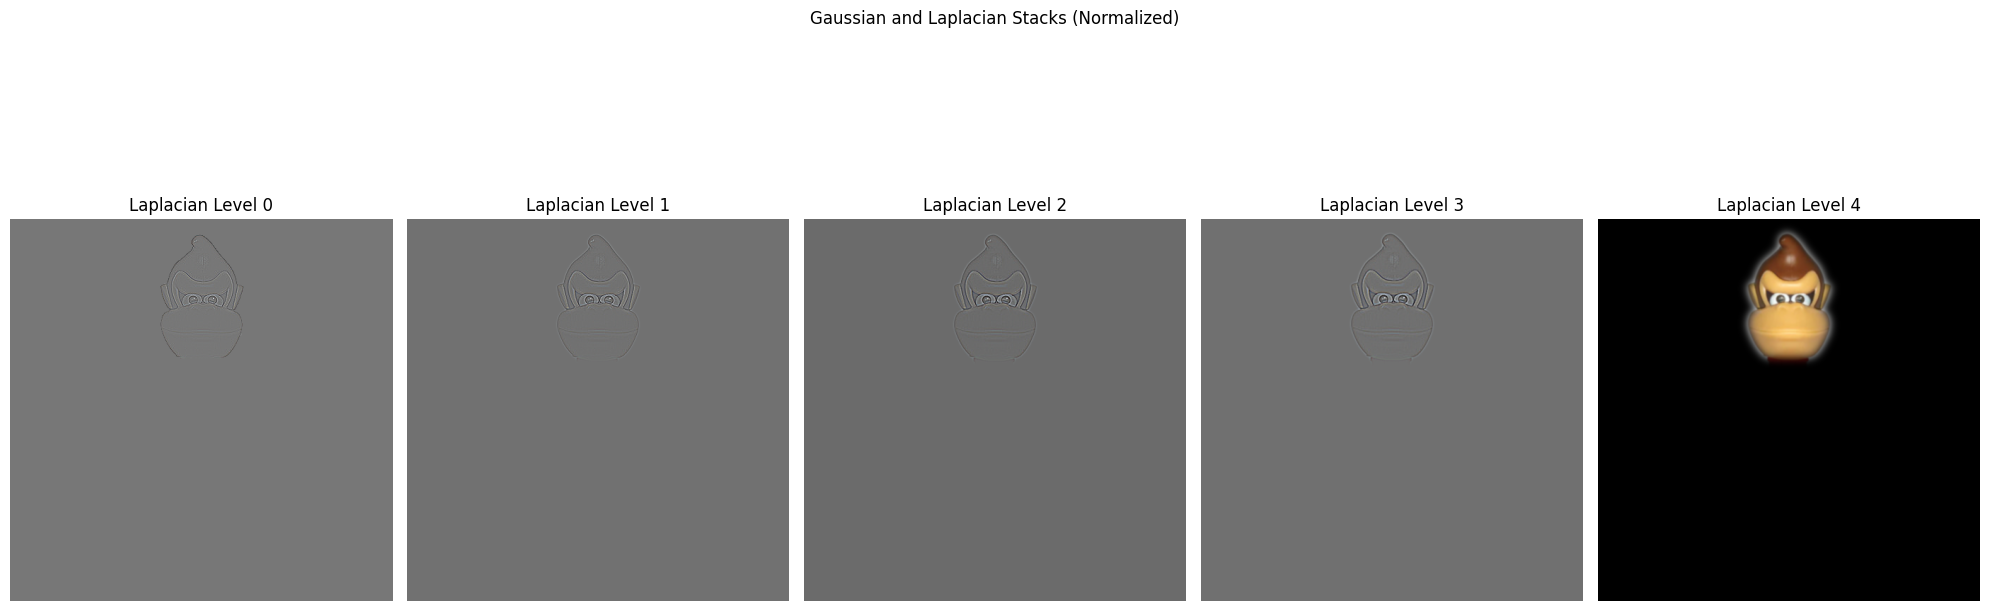 Gaussian and Laplacian Stacks (Normalized)
Laplacian Level 0
Laplacian Level 1
Laplacian Level 2
Laplacian Level 3
Laplacian Level 4